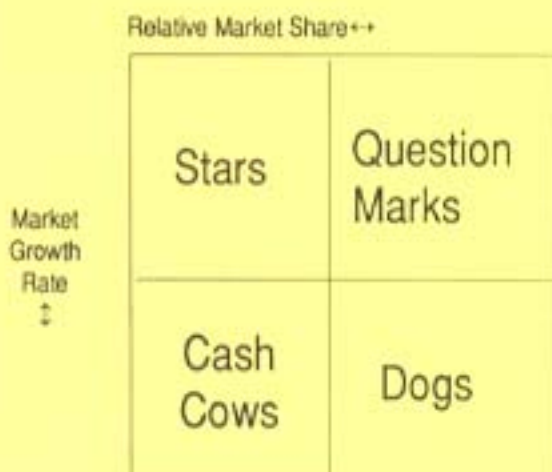 Relative Market Share↔
Stars
Question
Marks
Market
Growth
Rate
↕
Cash
Cows
Dogs